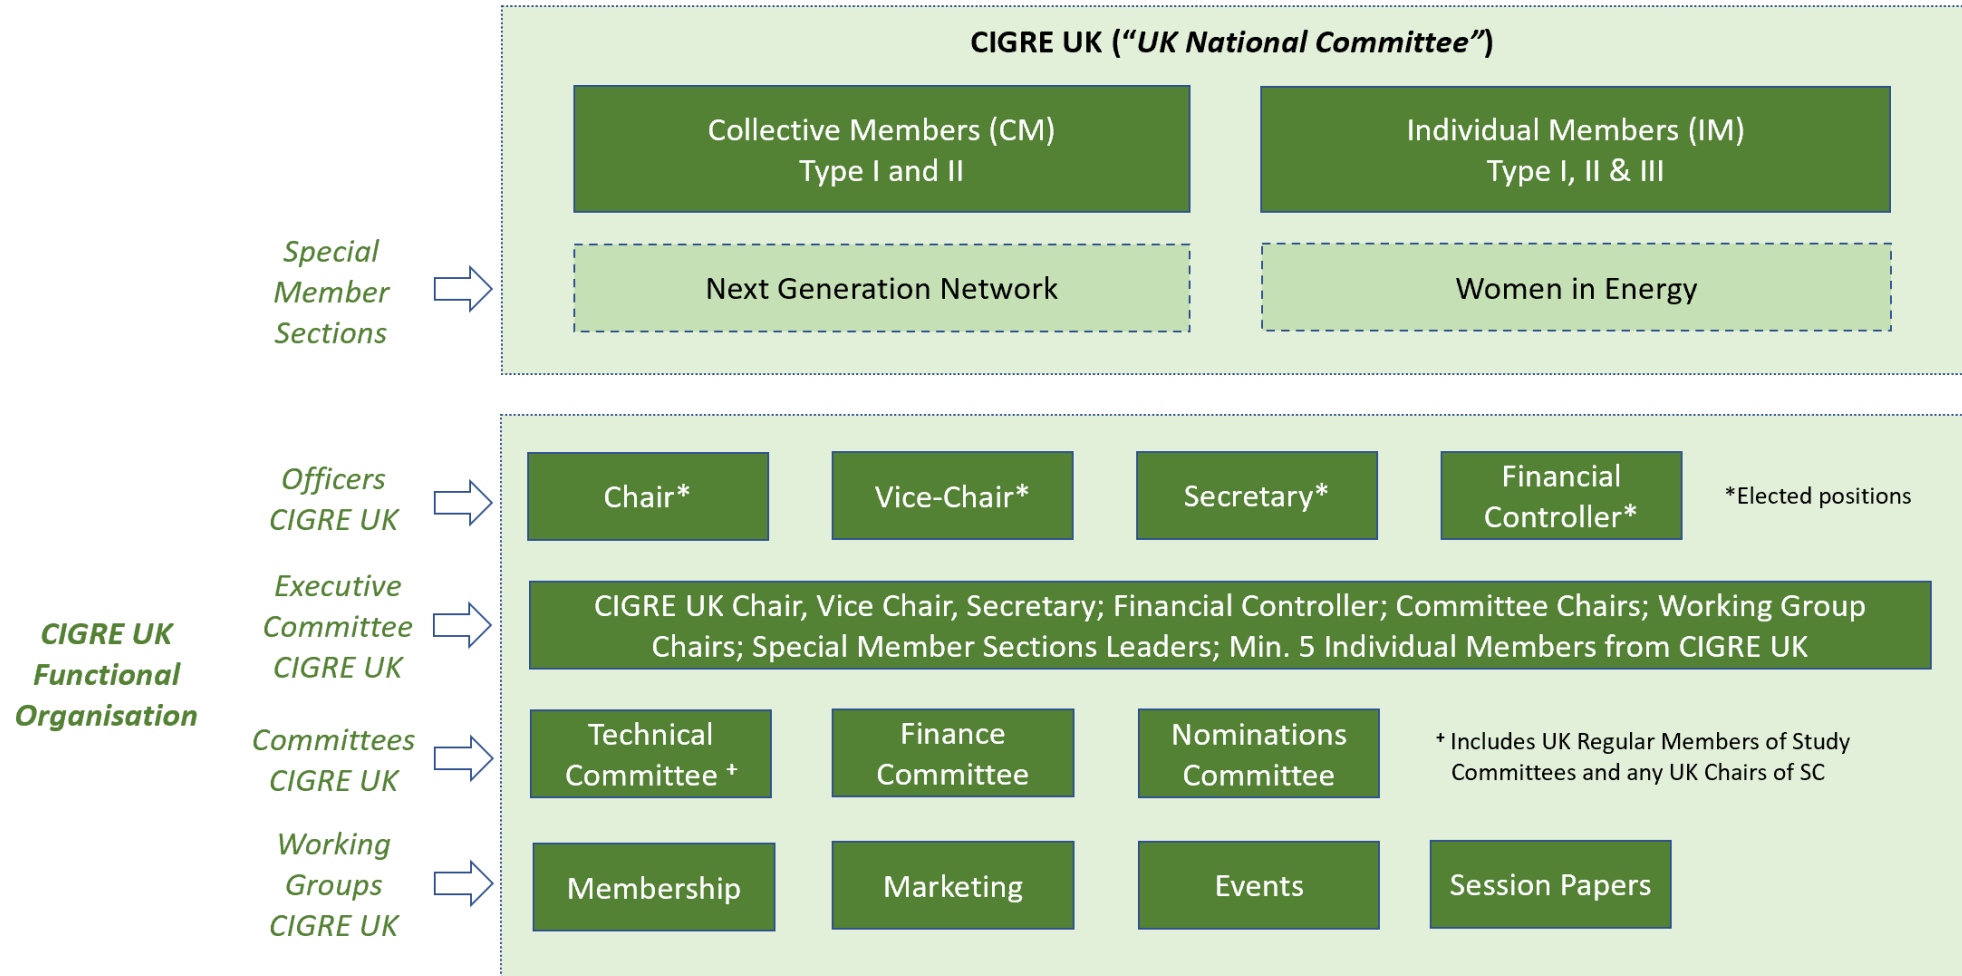 CIGRE UK (“UK National Committee”)
Collective Members (CM)
Type I and II
Individual Members (IM)
Type I, II & III
Special
Member
Sections
Next Generation Network
Women in Energy
CIGRE UK
Functional
Organisation
Officers
CIGRE UK
Chair*
Vice-Chair*
Secretary*
Financial
Controller*
*Elected positions
Executive
Committee
CIGRE UK
CIGRE UK Chair, Vice Chair, Secretary; Financial Controller; Committee Chairs; Working Group
Chairs; Special Member Sections Leaders; Min. 5 Individual Members from CIGRE UK
Committees
CIGRE UK
Technical
Committee ⁺
Finance
Committee
Nominations
Committee
⁺ Includes UK Regular Members of Study
Committees and any UK Chairs of SC
Working
Groups
CIGRE UK
Membership
Marketing
Events
Session Papers